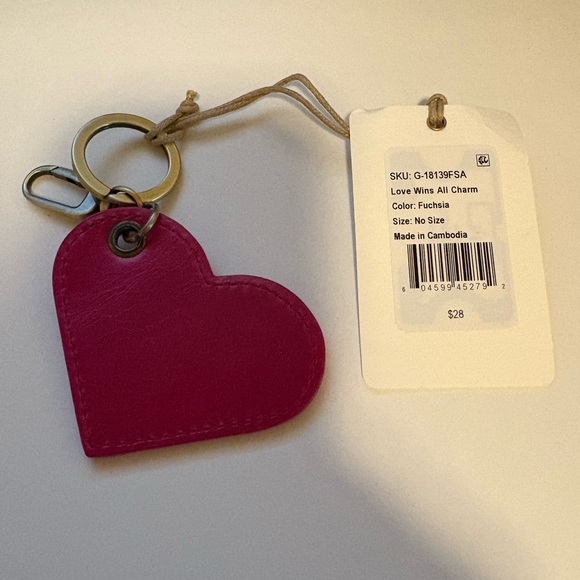 SKU: G-18139FSA
Love Wins All Charm
Color: Fuchsia
Size: No Size
Made in Cambodia
6 04599 45279 2
$28